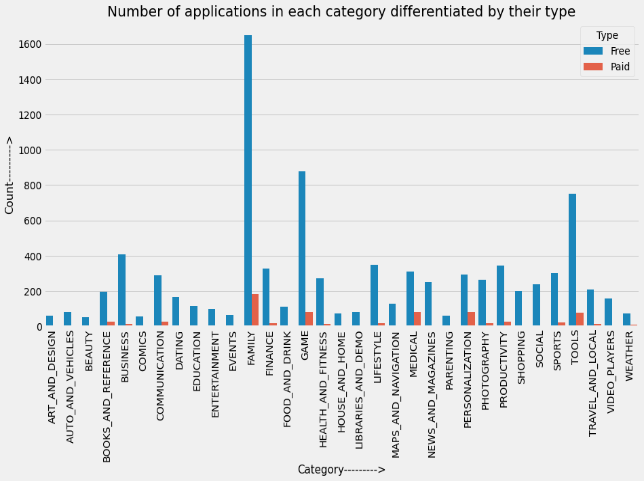 Number of applications in each category differentiated by their type
Type
Free
Paid
Count--------->
1600
1400
1200
1000
800
600
400
200
0
ART_AND_DESIGN
AUTO_AND_VEHICLES
BEAUTY
BOOKS_AND_REFERENCE
BUSINESS
COMICS
COMMUNICATION
DATING
EDUCATION
ENTERTAINMENT
EVENTS
FAMILY
FINANCE
FOOD_AND_DRINK
GAME
HEALTH_AND_FITNESS
HOUSE_AND_HOME
LIBRARIES_AND_DEMO
LIFESTYLE
MAPS_AND_NAVIGATION
MEDICAL
NEWS_AND_MAGAZINES
PARENTING
PERSONALIZATION
PHOTOGRAPHY
PRODUCTIVITY
SHOPPING
SOCIAL
SPORTS
TOOLS
TRAVEL_AND_LOCAL
VIDEO_PLAYERS
WEATHER
Category--------->